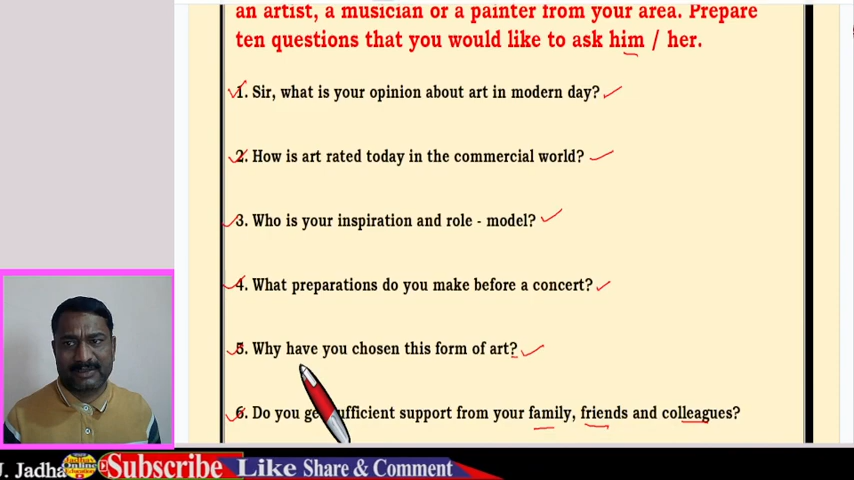 an artist, a musician or a painter from your area. Prepare
ten questions that you would like to ask him / her.
1. Sir, what is your opinion about art in modern day?
2. How is art rated today in the commercial world?
3. Who is your inspiration and role - model?
4. What preparations do you make before a concert?
5. Why have you chosen this form of art?
6. Do you ge ufficient support from your family, friends and colleagues?
J. Jadha
Subscribe Like Share & Comment